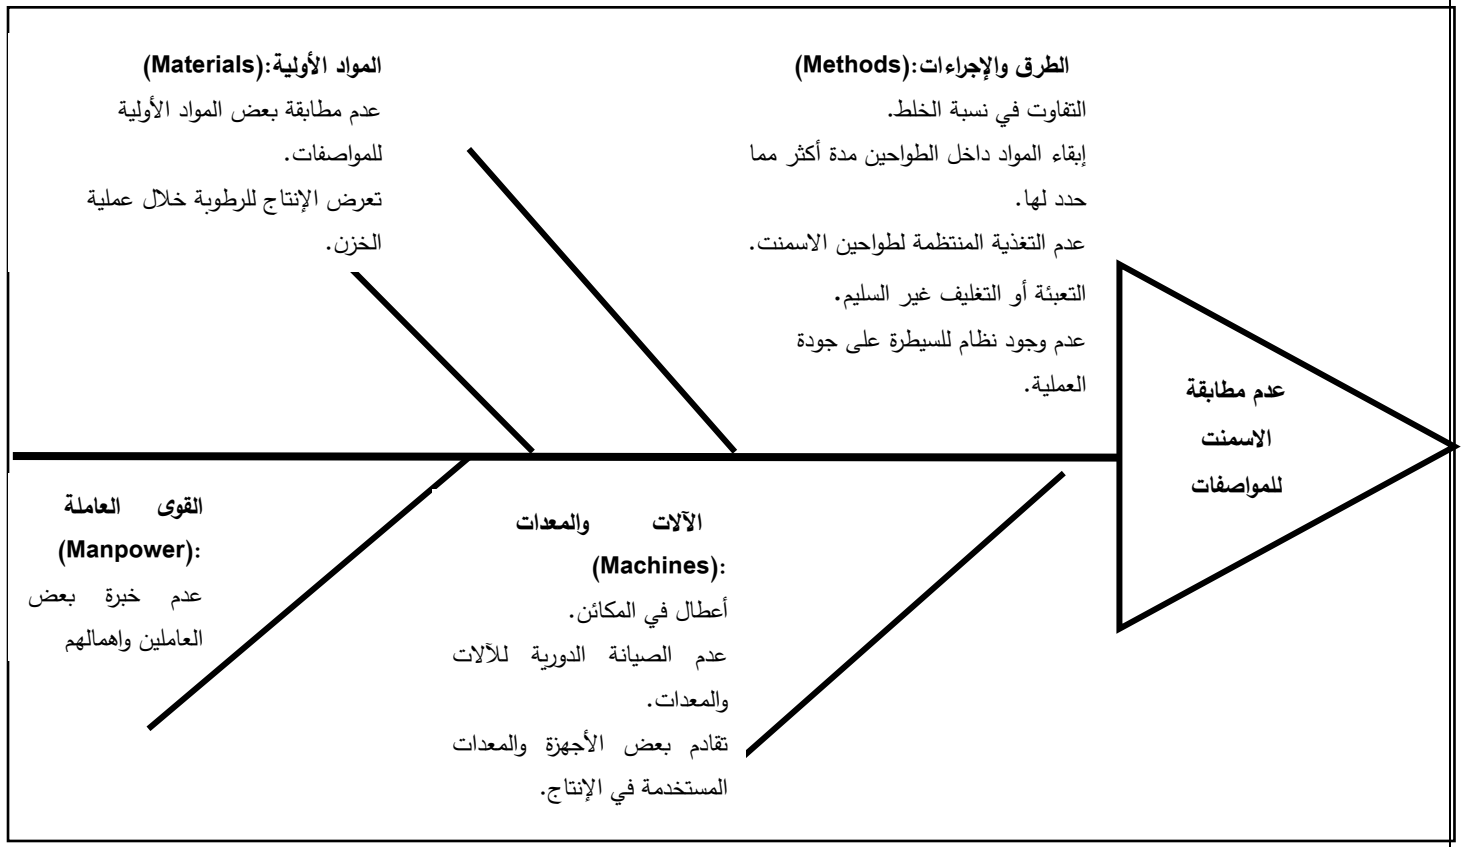 الطرق والإجراءات:(Methods)
التفاوت في نسبة الخلط.
إبقاء المواد داخل الطواحين مدة أكثر مما
حدد لها.
عدم التغذية المنتظمة لطواحين الاسمنت.
التعبئة أو التغليف غير السليم.
عدم وجود نظام للسيطرة على جودة
العملية.
المواد الأولية:(Materials)
عدم مطابقة بعض المواد الأولية
للمواصفات.
تعرض الإنتاج للرطوبة خلال عملية
الخزن.
عدم مطابقة
الاسمنت
للمواصفات
الآلات والمعدات
:(Machines)
أعطال في المكائن.
عدم الصيانة الدورية للآلات
والمعدات.
تقادم بعض الأجهزة والمعدات
المستخدمة في الإنتاج.
القوى العاملة
:(Manpower)
عدم خبرة بعض
العاملين واهمالهم